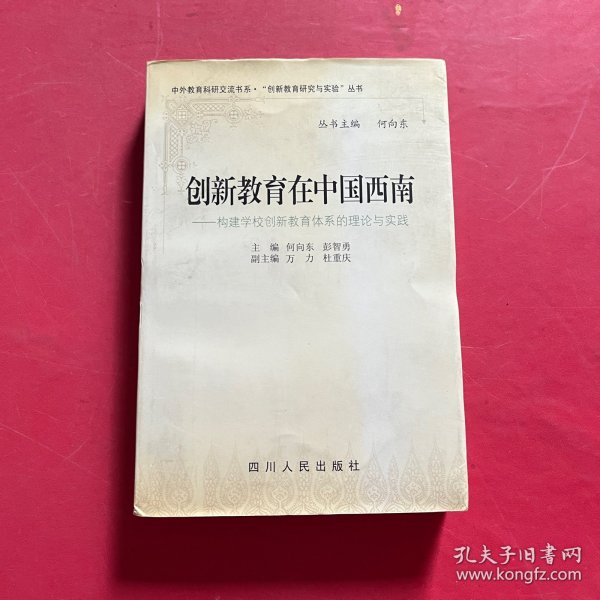 中外教育科研交流书系·“创新教育研究与实验”丛书
丛书主编 何向东
创新教育在中国西南
——构建学校创新教育体系的理论与实践
主 编 何向东 彭智勇
副主编 万 力 杜重庆
四川人民出版社
孔夫子旧书网
www.kongfz.com